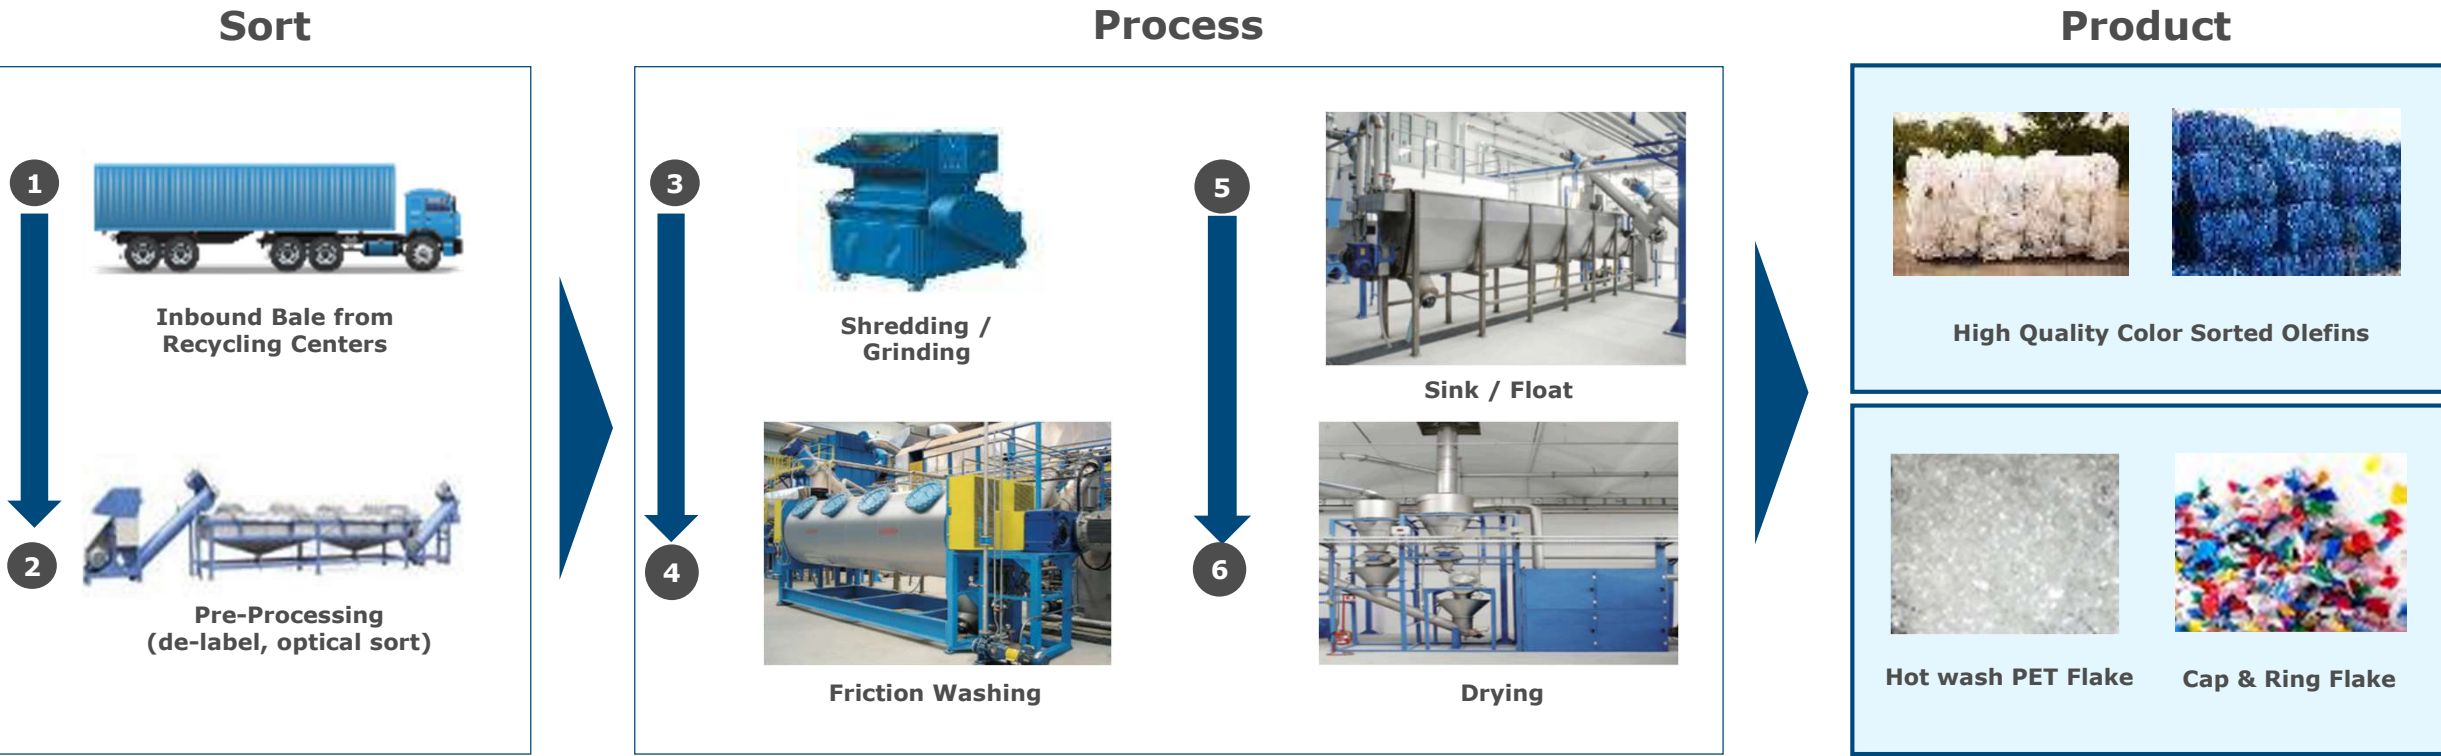 Sort
Process
Product
1
Inbound Bale from
Recycling Centers
2
Pre-Processing
(de-label, optical sort)
3
Shredding /
Grinding
4
Friction Washing
5
Sink / Float
6
Drying
High Quality Color Sorted Olefins
Hot wash PET Flake
Cap & Ring Flake